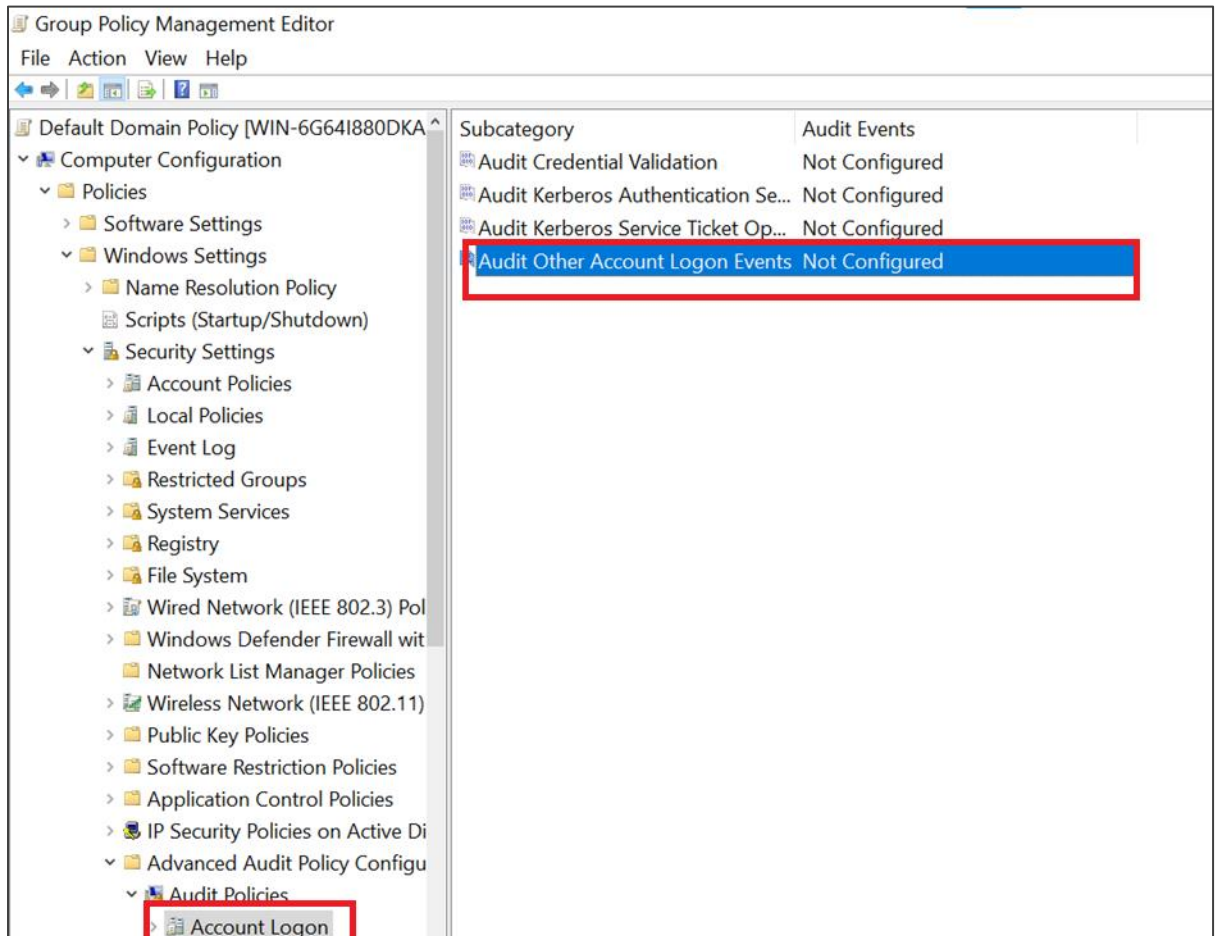 Group Policy Management Editor
File Action View Help
Default Domain Policy [WIN-6G64I880DKA
Computer Configuration
Policies
Software Settings
Windows Settings
Name Resolution Policy
Scripts (Startup/Shutdown)
Security Settings
Account Policies
Local Policies
Event Log
Restricted Groups
System Services
Registry
File System
Wired Network (IEEE 802.3) Pol
Windows Defender Firewall wit
Network List Manager Policies
Wireless Network (IEEE 802.11)
Public Key Policies
Software Restriction Policies
Application Control Policies
IP Security Policies on Active Di
Advanced Audit Policy Configu
Audit Policies
Account Logon
Subcategory Audit Events
Audit Credential Validation Not Configured
Audit Kerberos Authentication Se... Not Configured
Audit Kerberos Service Ticket Op... Not Configured
Audit Other Account Logon Events Not Configured